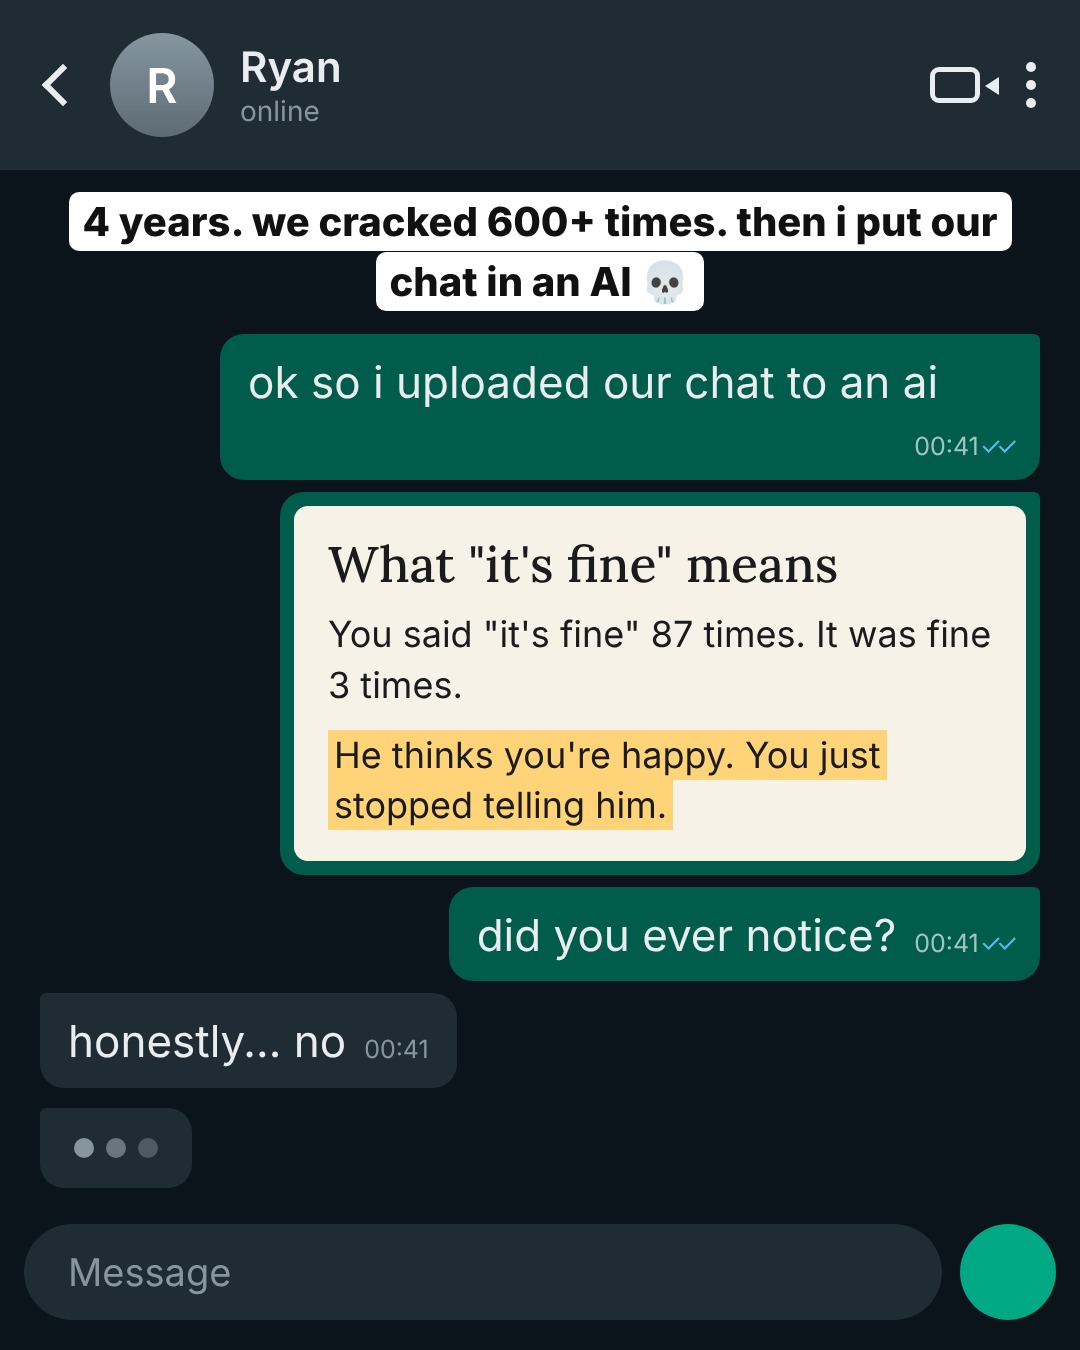 R
Ryan
online
4 years. we cracked 600+ times. then i put our
chat in an AI 💀
ok so i uploaded our chat to an ai
00:41
What "it's fine" means
You said "it's fine" 87 times. It was fine
3 times.
He thinks you're happy. You just
stopped telling him.
did you ever notice? 00:41
honestly... no 00:41
Message